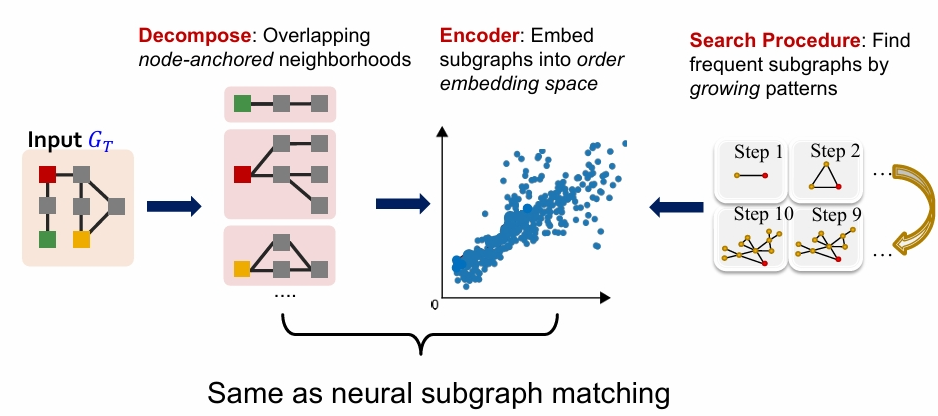 Decompose: Overlapping
node-anchored neighborhoods
Encoder: Embed
subgraphs into order
embedding space
Search Procedure: Find
frequent subgraphs by
growing patterns
Input G_T
....
0
Step 1
Step 2
...
Step 10
Step 9
...
Same as neural subgraph matching